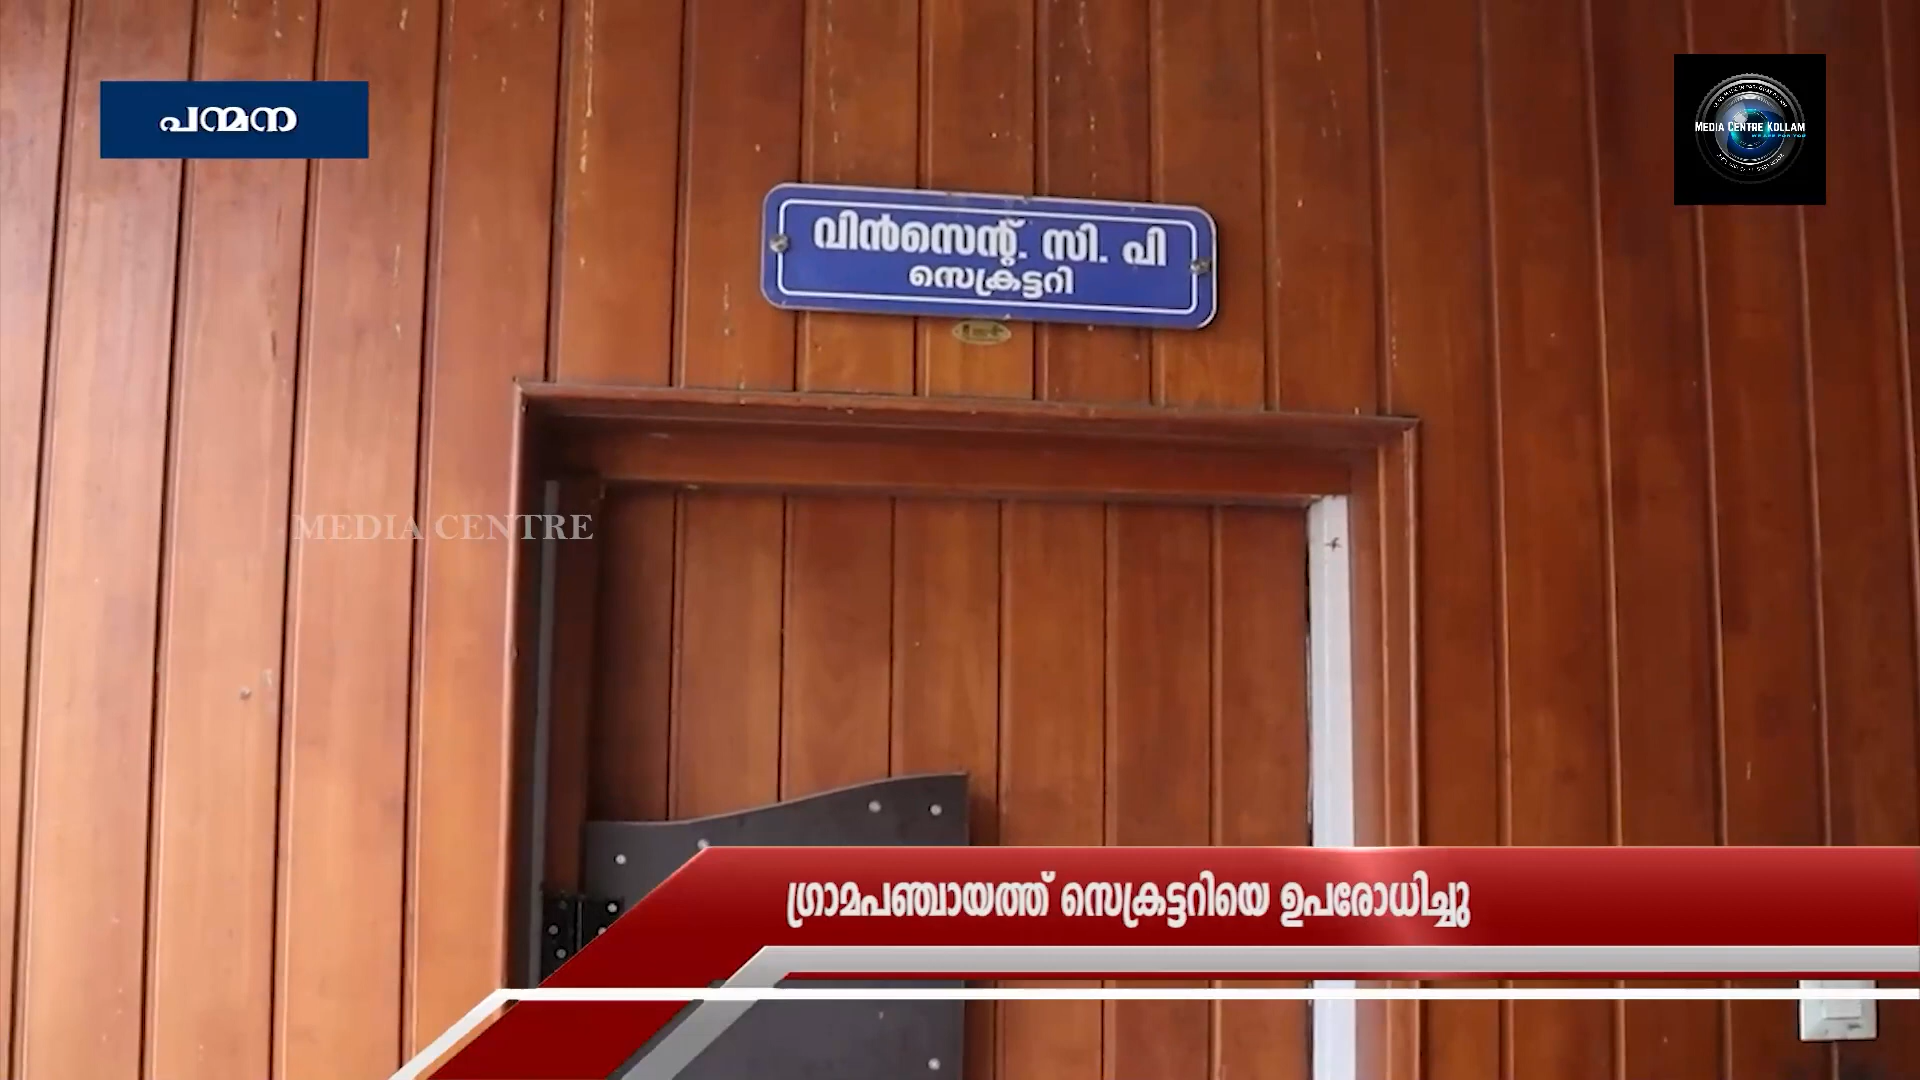 പന്മന
MEDIA CENTRE KOLLAM
വിൻസെന്റ്. സി. പി
സെക്രട്ടറി
MEDIA CENTRE
ഗ്രാമപഞ്ചായത്ത് സെക്രട്ടറിയെ ഉപരോധിച്ചു